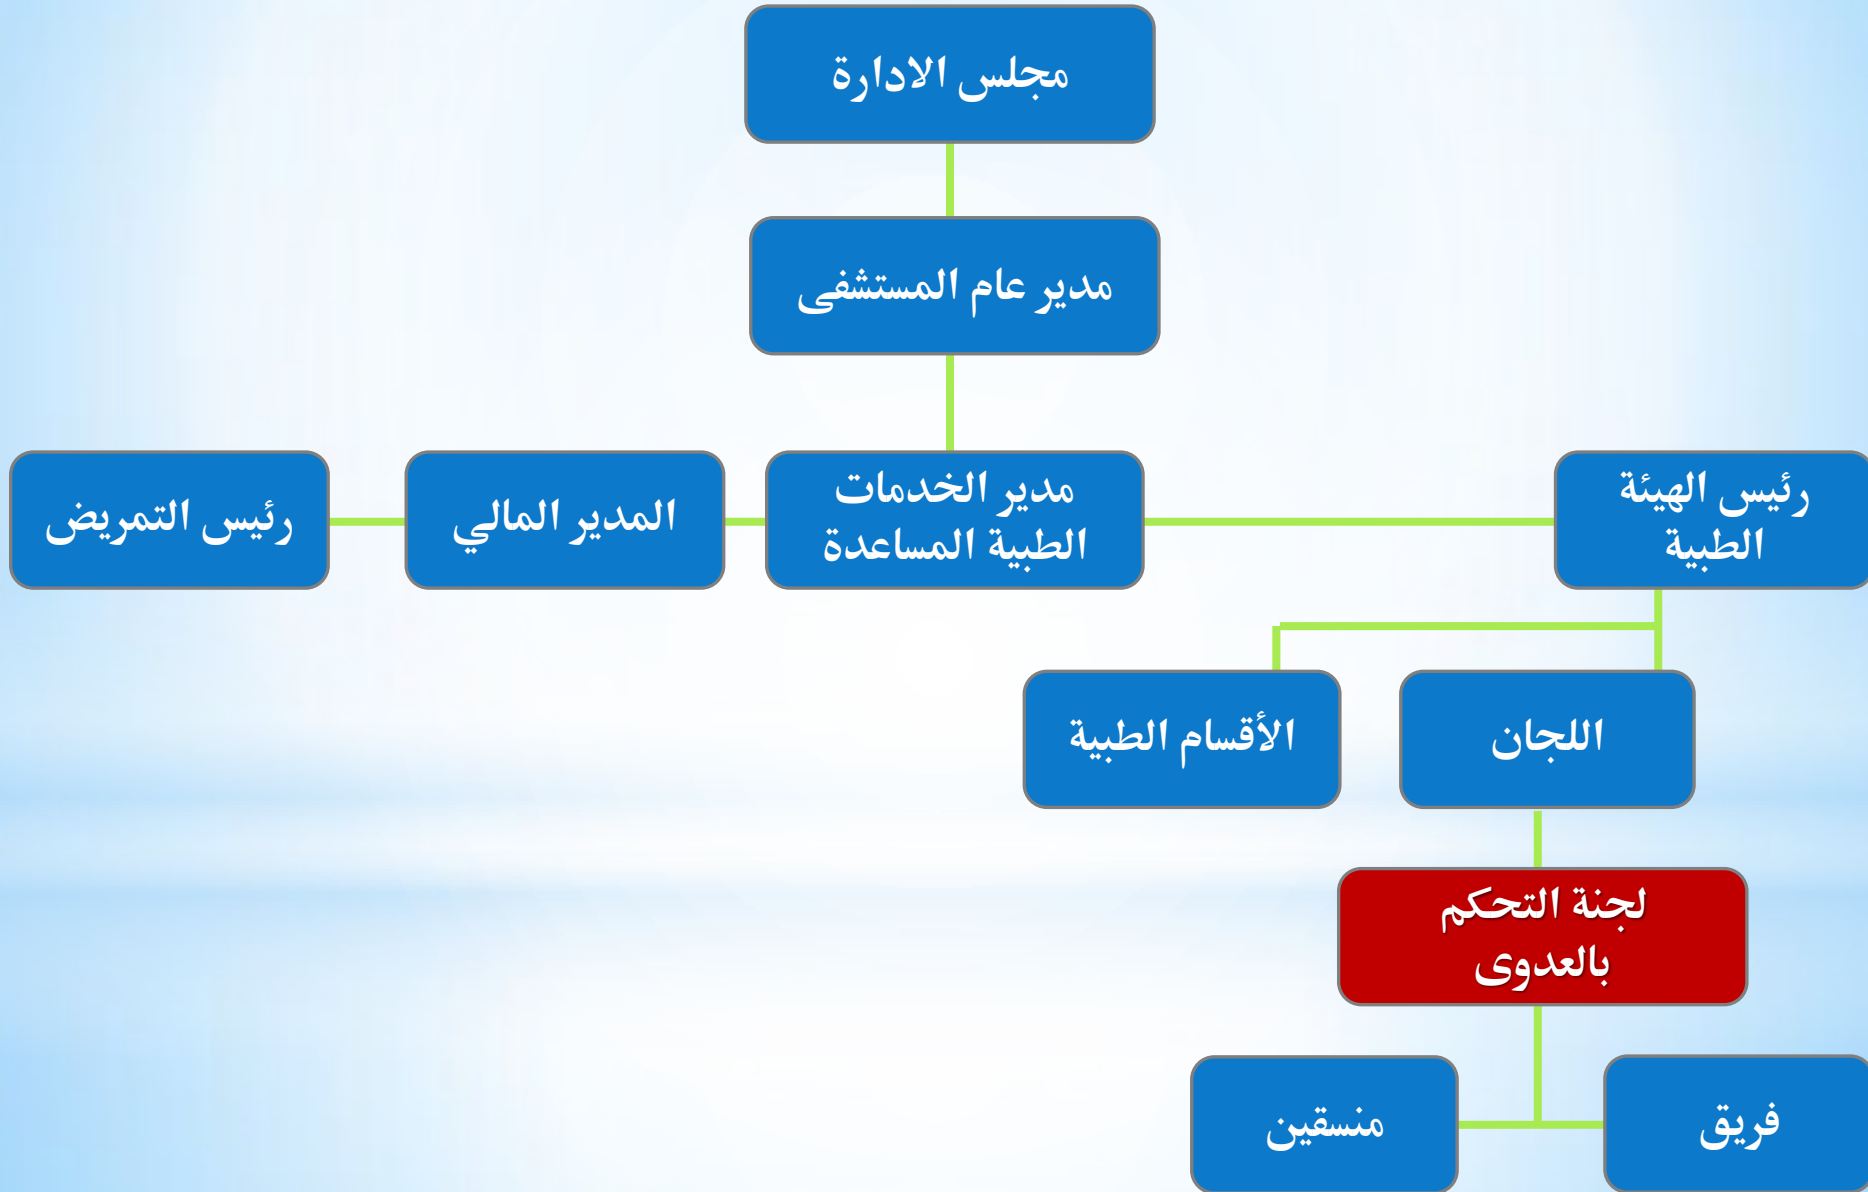 مجلس الادارة
مدير عام المستشفى
رئيس الهيئة
الطبية
مدير الخدمات
الطبية المساعدة
المدير المالي
رئيس التمريض
اللجان
الأقسام الطبية
لجنة التحكم
بالعدوى
فريق
منسقين